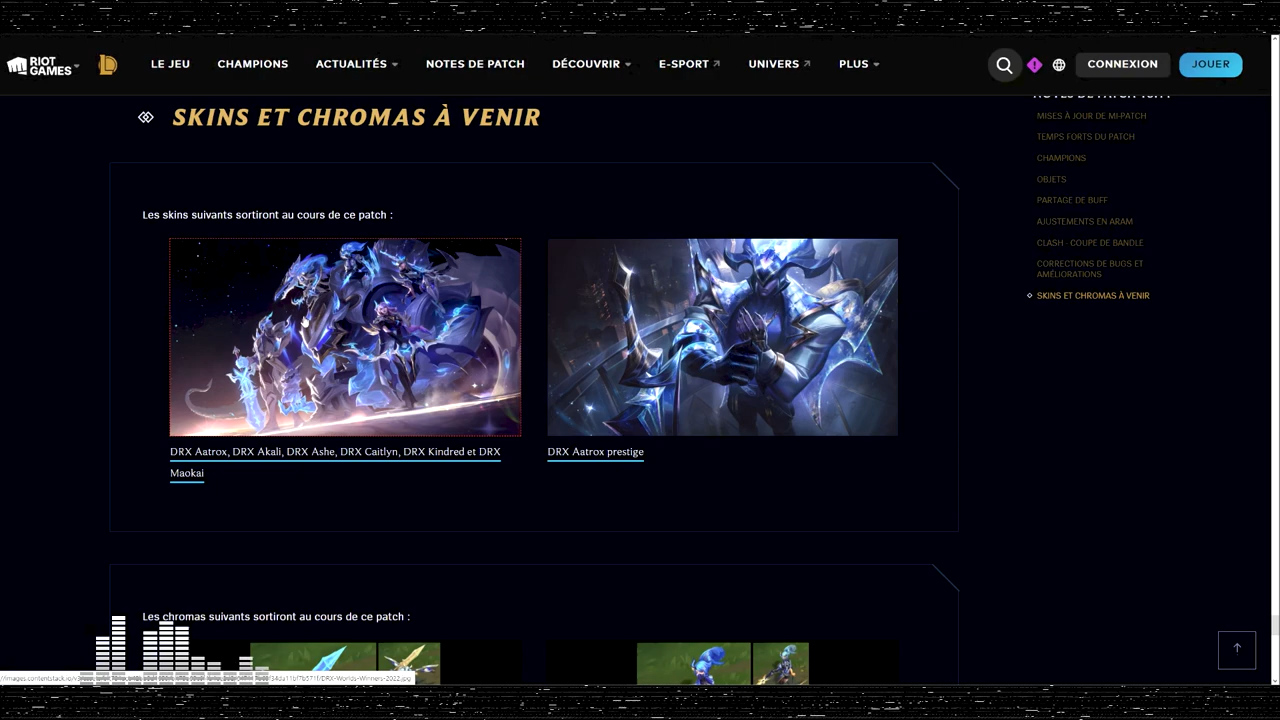 RIOT GAMES
LE JEU
CHAMPIONS
ACTUALITÉS
NOTES DE PATCH
DÉCOUVRIR
E-SPORT
UNIVERS
PLUS
CONNEXION
JOUER
SKINS ET CHROMAS À VENIR
Les skins suivants sortiront au cours de ce patch :
DRX Aatrox, DRX Akali, DRX Ashe, DRX Caitlyn, DRX Kindred et DRX
Maokai
DRX Aatrox prestige
Les chromas suivants sortiront au cours de ce patch :
MISES À JOUR DE MI-PATCH
TEMPS FORTS DU PATCH
CHAMPIONS
OBJETS
PARTAGE DE BUFF
AJUSTEMENTS EN ARAM
CLASH - COUPE DE BANDLE
CORRECTIONS DE BUGS ET
AMÉLIORATIONS
SKINS ET CHROMAS À VENIR